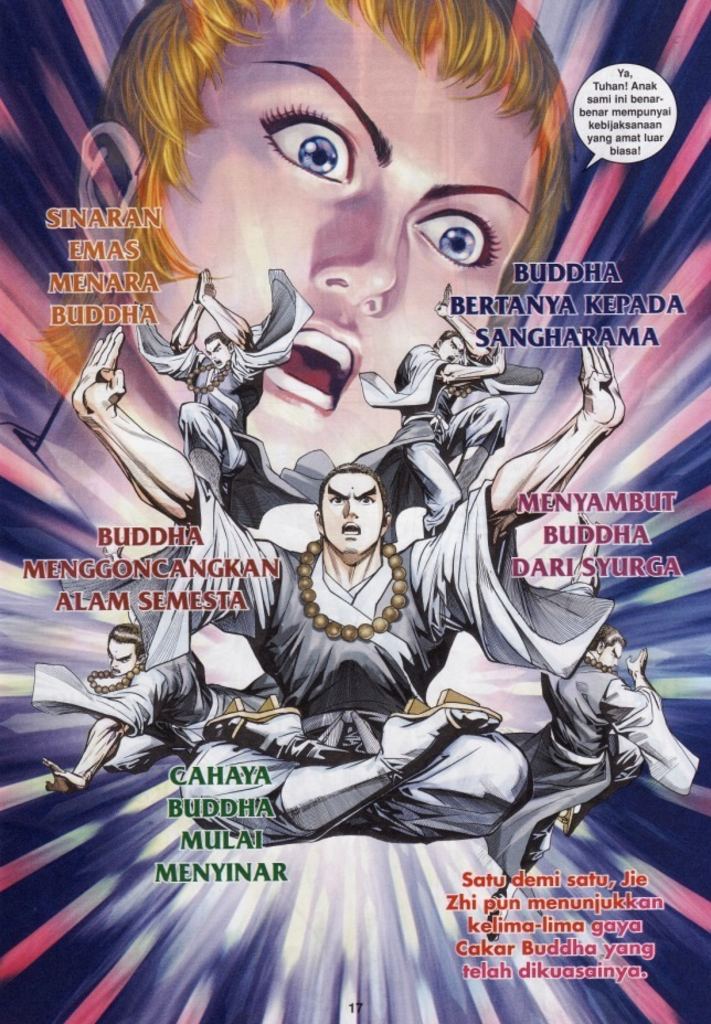 Ya,
Tuhan! Anak
sami ini benar-
benar mempunyai
kebijaksanaan
yang amat luar
biasa!
SINARAN
EMAS
MENARA
BUDDHA
BUDDHA
BERTANYA KEPADA
SANGHARAMA
BUDDHA
MENGGONCANGKAN
ALAM SEMESTA
MENYAMBUT
BUDDHA
DARI SYURGA
CAHAYA
BUDDHA
MULAI
MENYINAR
Satu demi satu, Jie
Zhi pun menunjukkan
kelima-lima gaya
Cakar Buddha yang
telah dikuasainya.
17